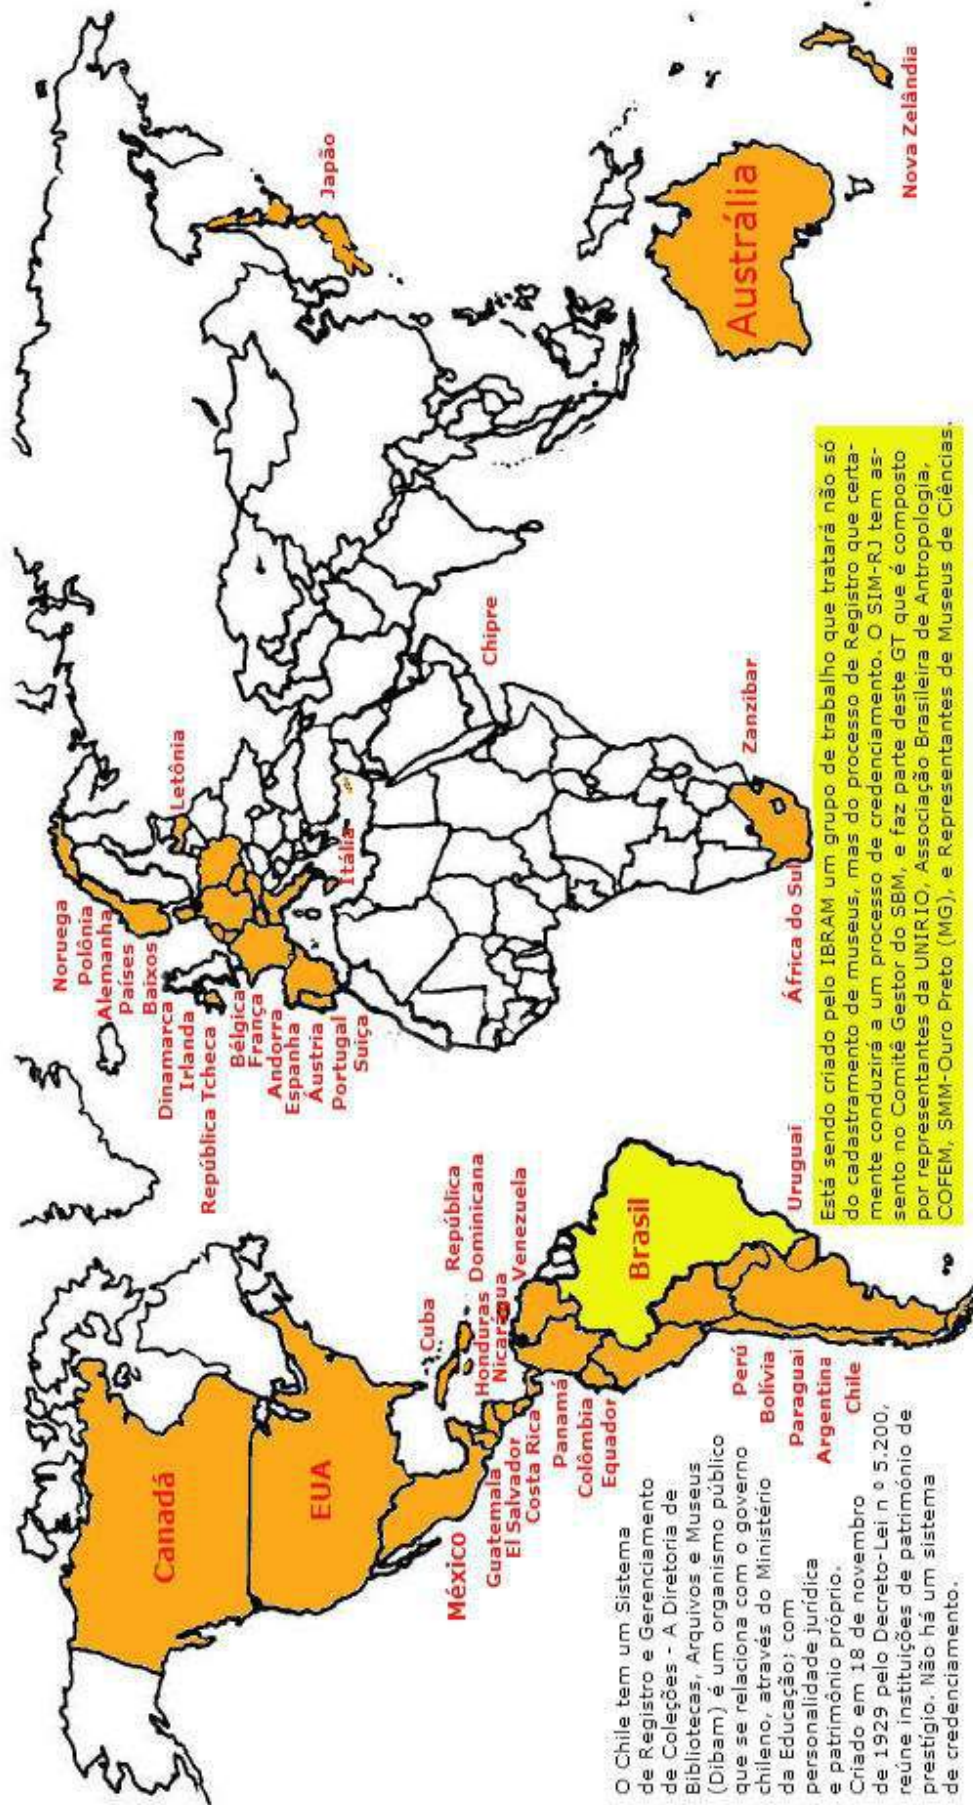 Canadá
EUA
México
Guatemala
El Salvador
Costa Rica
Panamá
Colômbia
Equador
Cuba
República
Dominicana
Honduras
Nicarágua
Venezuela
Brasil
Perú
Bolívia
Paraguai
Argentina
Chile
Uruguai
Noruega
Polônia
Alemanha
Países
Baixos
Dinamarca
Irlanda
República Tcheca
Bélgica
França
Andorra
Espanha
Áustria
Portugal
Suiça
Letônia
Itália
Chipre
Zanzibar
África do Sul
Japão
Austrália
Nova Zelândia
O Chile tem um Sistema
de Registro e Gerenciamento
de Coleções - A Diretoria de
Bibliotecas, Arquivos e Museus
(Dibam) é um organismo público
que se relaciona com o governo
chileno, através do Ministério
da Educação; com
personalidade jurídica
e patrimônio próprio.
Criado em 18 de novembro
de 1929 pelo Decreto-Lei n º 5.200,
reúne instituições de patrimônio de
prestígio. Não há um sistema
de credenciamento.
Está sendo criado pelo IBRAM um grupo de trabalho que tratará não só
do cadastramento de museus, mas do processo de Registro que certa-
mente conduzirá a um processo de credenciamento. O SIM-RJ tem as-
sento no Comitê Gestor do SBM, e faz parte deste GT que é composto
por representantes da UNIRIO, Associação Brasileira de Antropologia,
COFEM, SMM-Ouro Preto (MG), e Representantes de Museus de Ciências.